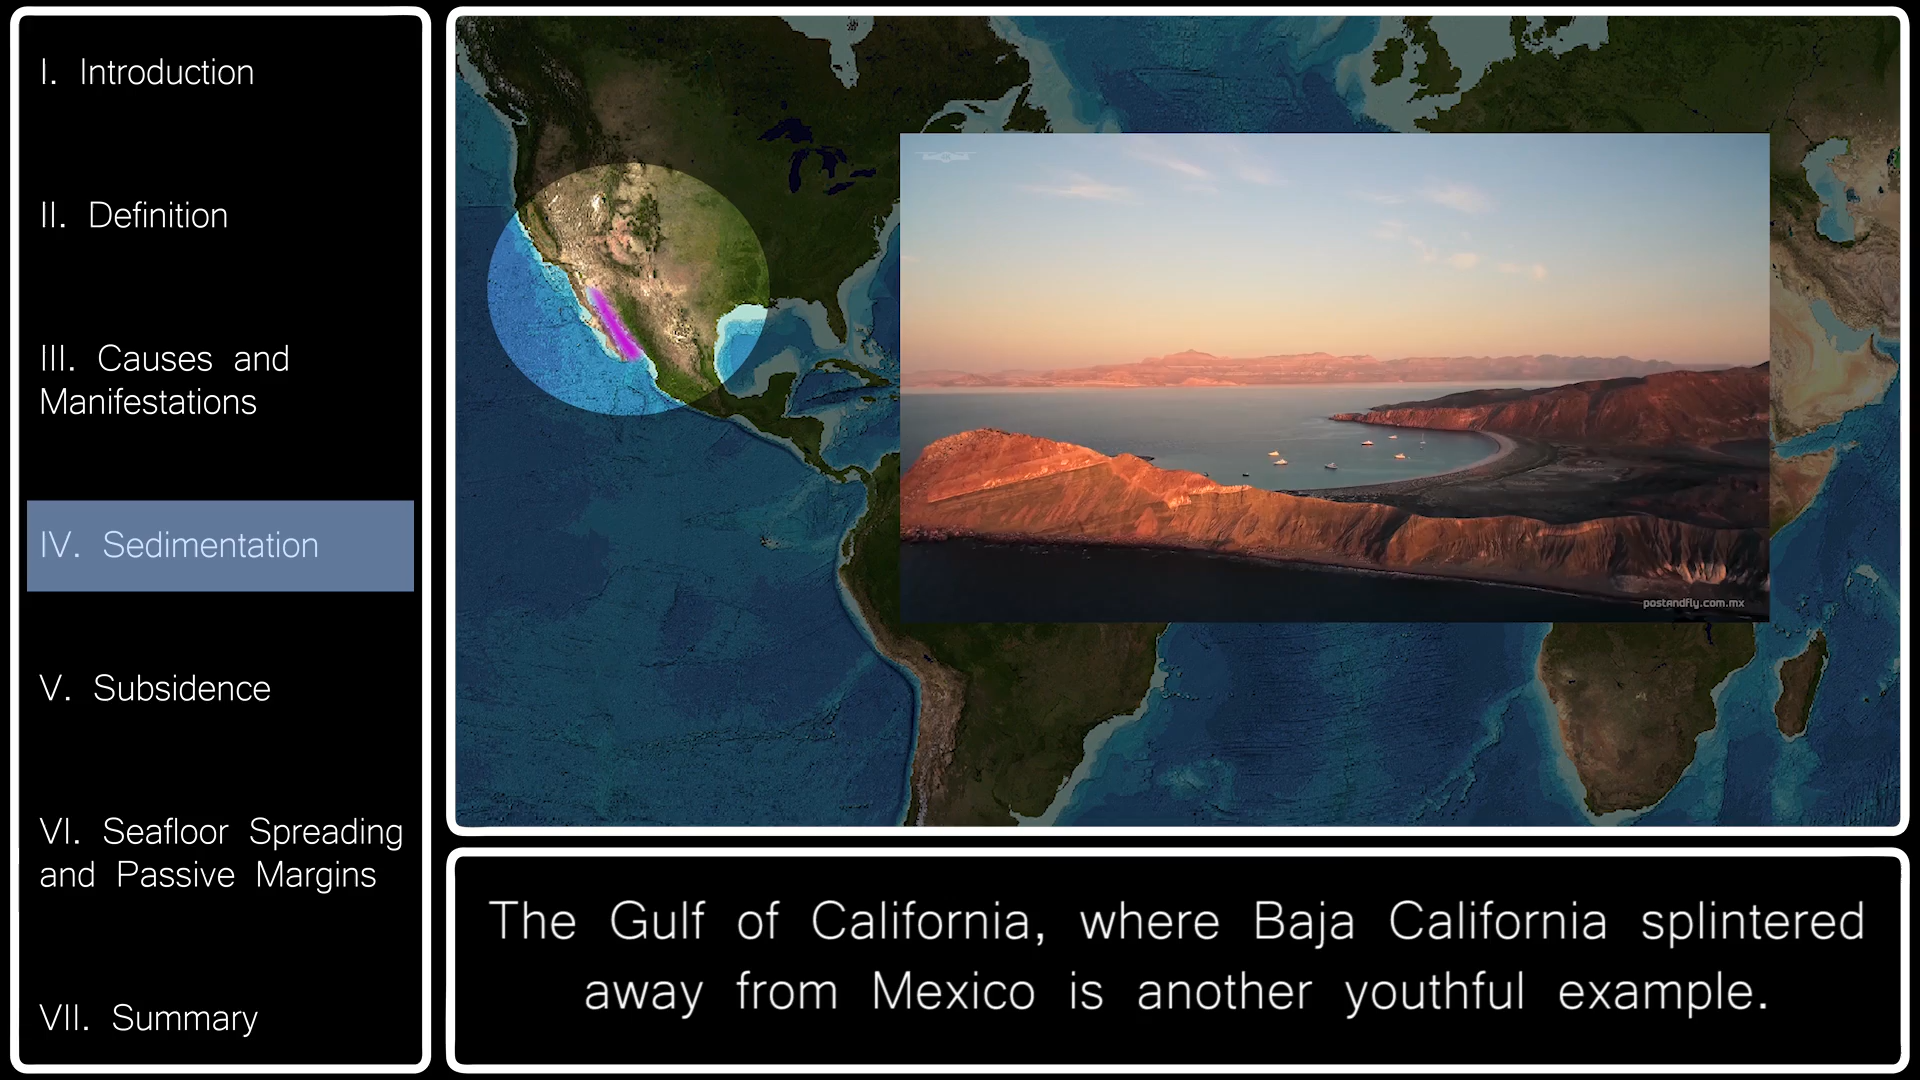 I. Introduction
II. Definition
III. Causes and
Manifestations
IV. Sedimentation
V. Subsidence
VI. Seafloor Spreading
and Passive Margins
VII. Summary
postandfly.com.mx
The Gulf of California, where Baja California splintered
away from Mexico is another youthful example.